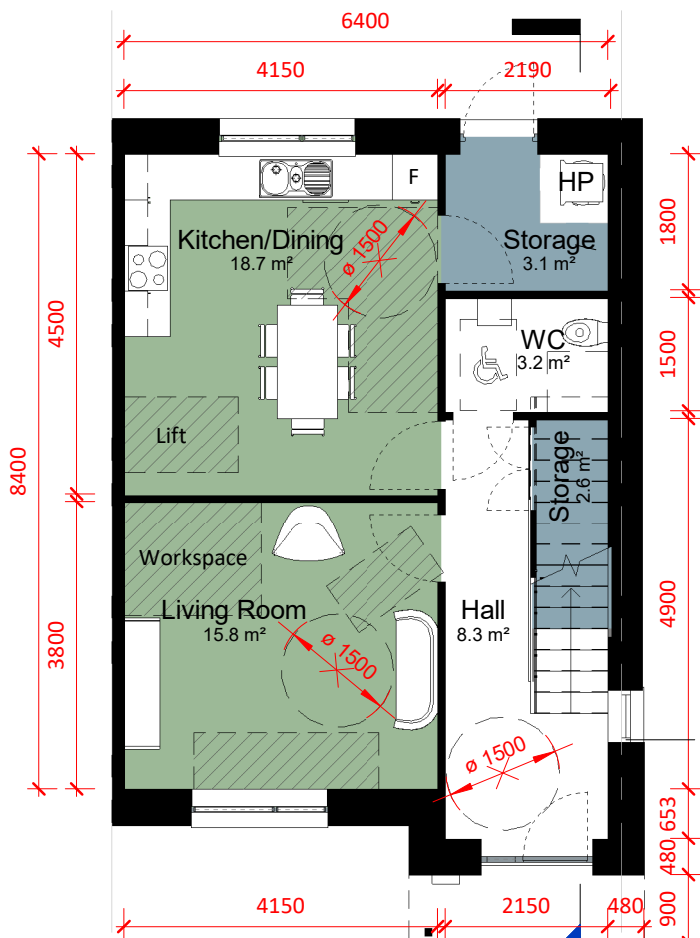 6400
4150
2190
F
HP
Kitchen/Dining
18.7 m²
ø 1500
Storage
3.1 m²
1800
4500
WC
3.2 m²
1500
Lift
Storage
2.6 m²
8400
Workspace
Living Room
15.8 m²
Hall
8.3 m²
4900
3800
ø 1500
ø 1500
653
480
900
4150
2150
480